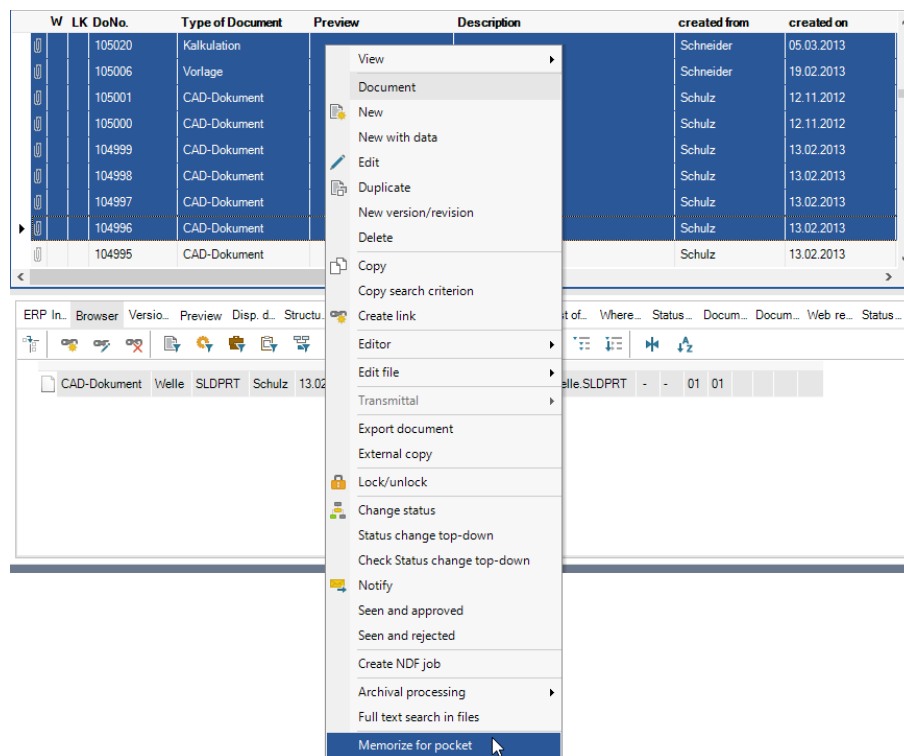 W LK DoNo. Type of Document Preview Description created from created on
105020 Kalkulation Schneider 05.03.2013
105006 Vorlage Schneider 19.02.2013
105001 CAD-Dokument Schulz 12.11.2012
105000 CAD-Dokument Schulz 12.11.2012
104999 CAD-Dokument Schulz 13.02.2013
104998 CAD-Dokument Schulz 13.02.2013
104997 CAD-Dokument Schulz 13.02.2013
104996 CAD-Dokument Schulz 13.02.2013
104995 CAD-Dokument Schulz 13.02.2013
View
Document
New
New with data
Edit
Duplicate
New version/revision
Delete
Copy
Copy search criterion
Create link
Editor
Edit file
Transmittal
Export document
External copy
Lock/unlock
Change status
Status change top-down
Check Status change top-down
Notify
Seen and approved
Seen and rejected
Create NDF job
Archival processing
Full text search in files
Memorize for pocket
ERP In... Browser Versio... Preview Disp. d... Structu... st of... Where... Status... Docum... Docum... Web re... Status...
CAD-Dokument Welle SLDPRT Schulz 13.02 elle.SLDPRT - - 01 01